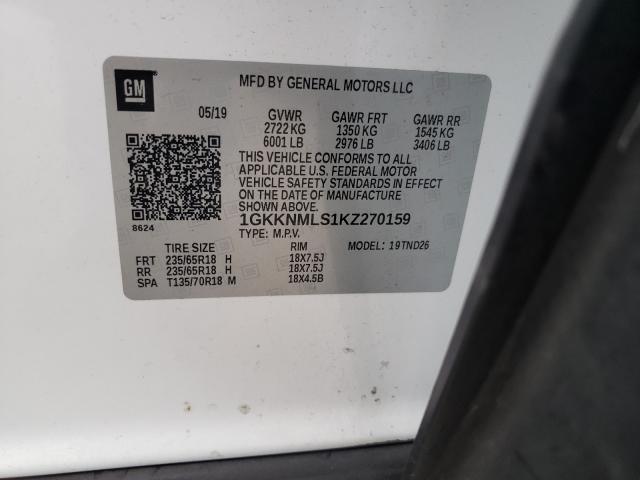 GM
MFD BY GENERAL MOTORS LLC
05/19 GVWR GAWR FRT GAWR RR
2722 KG 1350 KG 1545 KG
6001 LB 2976 LB 3406 LB
THIS VEHICLE CONFORMS TO ALL
APPLICABLE U.S. FEDERAL MOTOR
VEHICLE SAFETY STANDARDS IN EFFECT
ON THE DATE OF MANUFACTURE
SHOWN ABOVE.
1GKKNMLS1KZ270159
8624
TYPE: M.P.V. MODEL: 19TND26
TIRE SIZE RIM
FRT 235/65R18 H 18X7.5J
RR 235/65R18 H 18X7.5J
SPA T135/70R18 M 18X4.5B